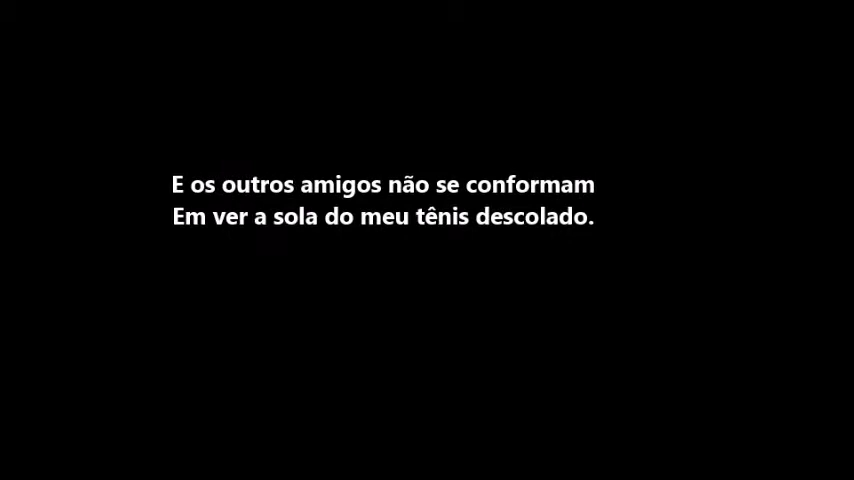 E os outros amigos não se conformam
Em ver a sola do meu tênis descolado.